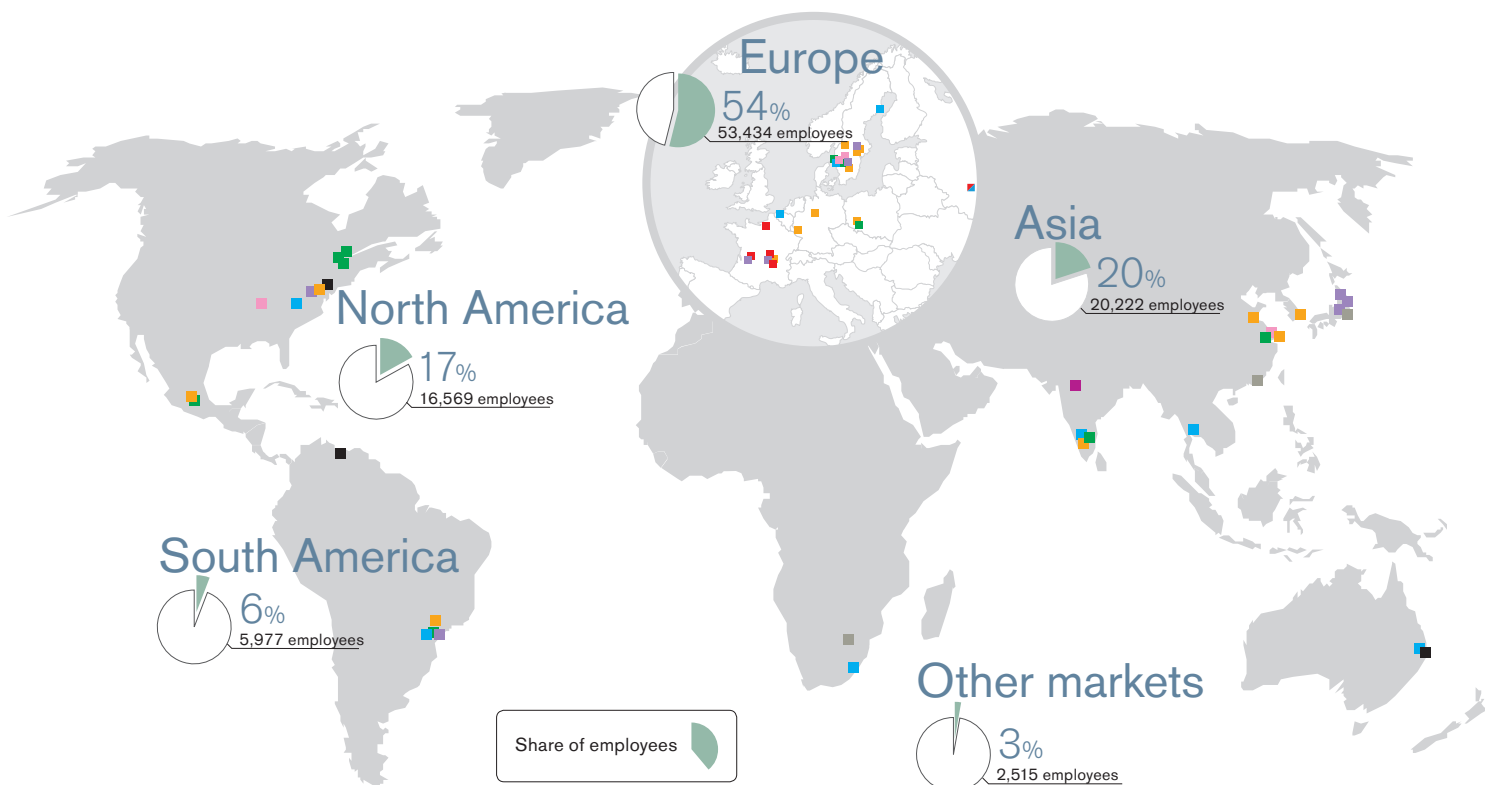 Europe
54%
53,434 employees
Asia
20%
20,222 employees
North America
17%
16,569 employees
South America
6%
5,977 employees
Other markets
3%
2,515 employees
Share of employees